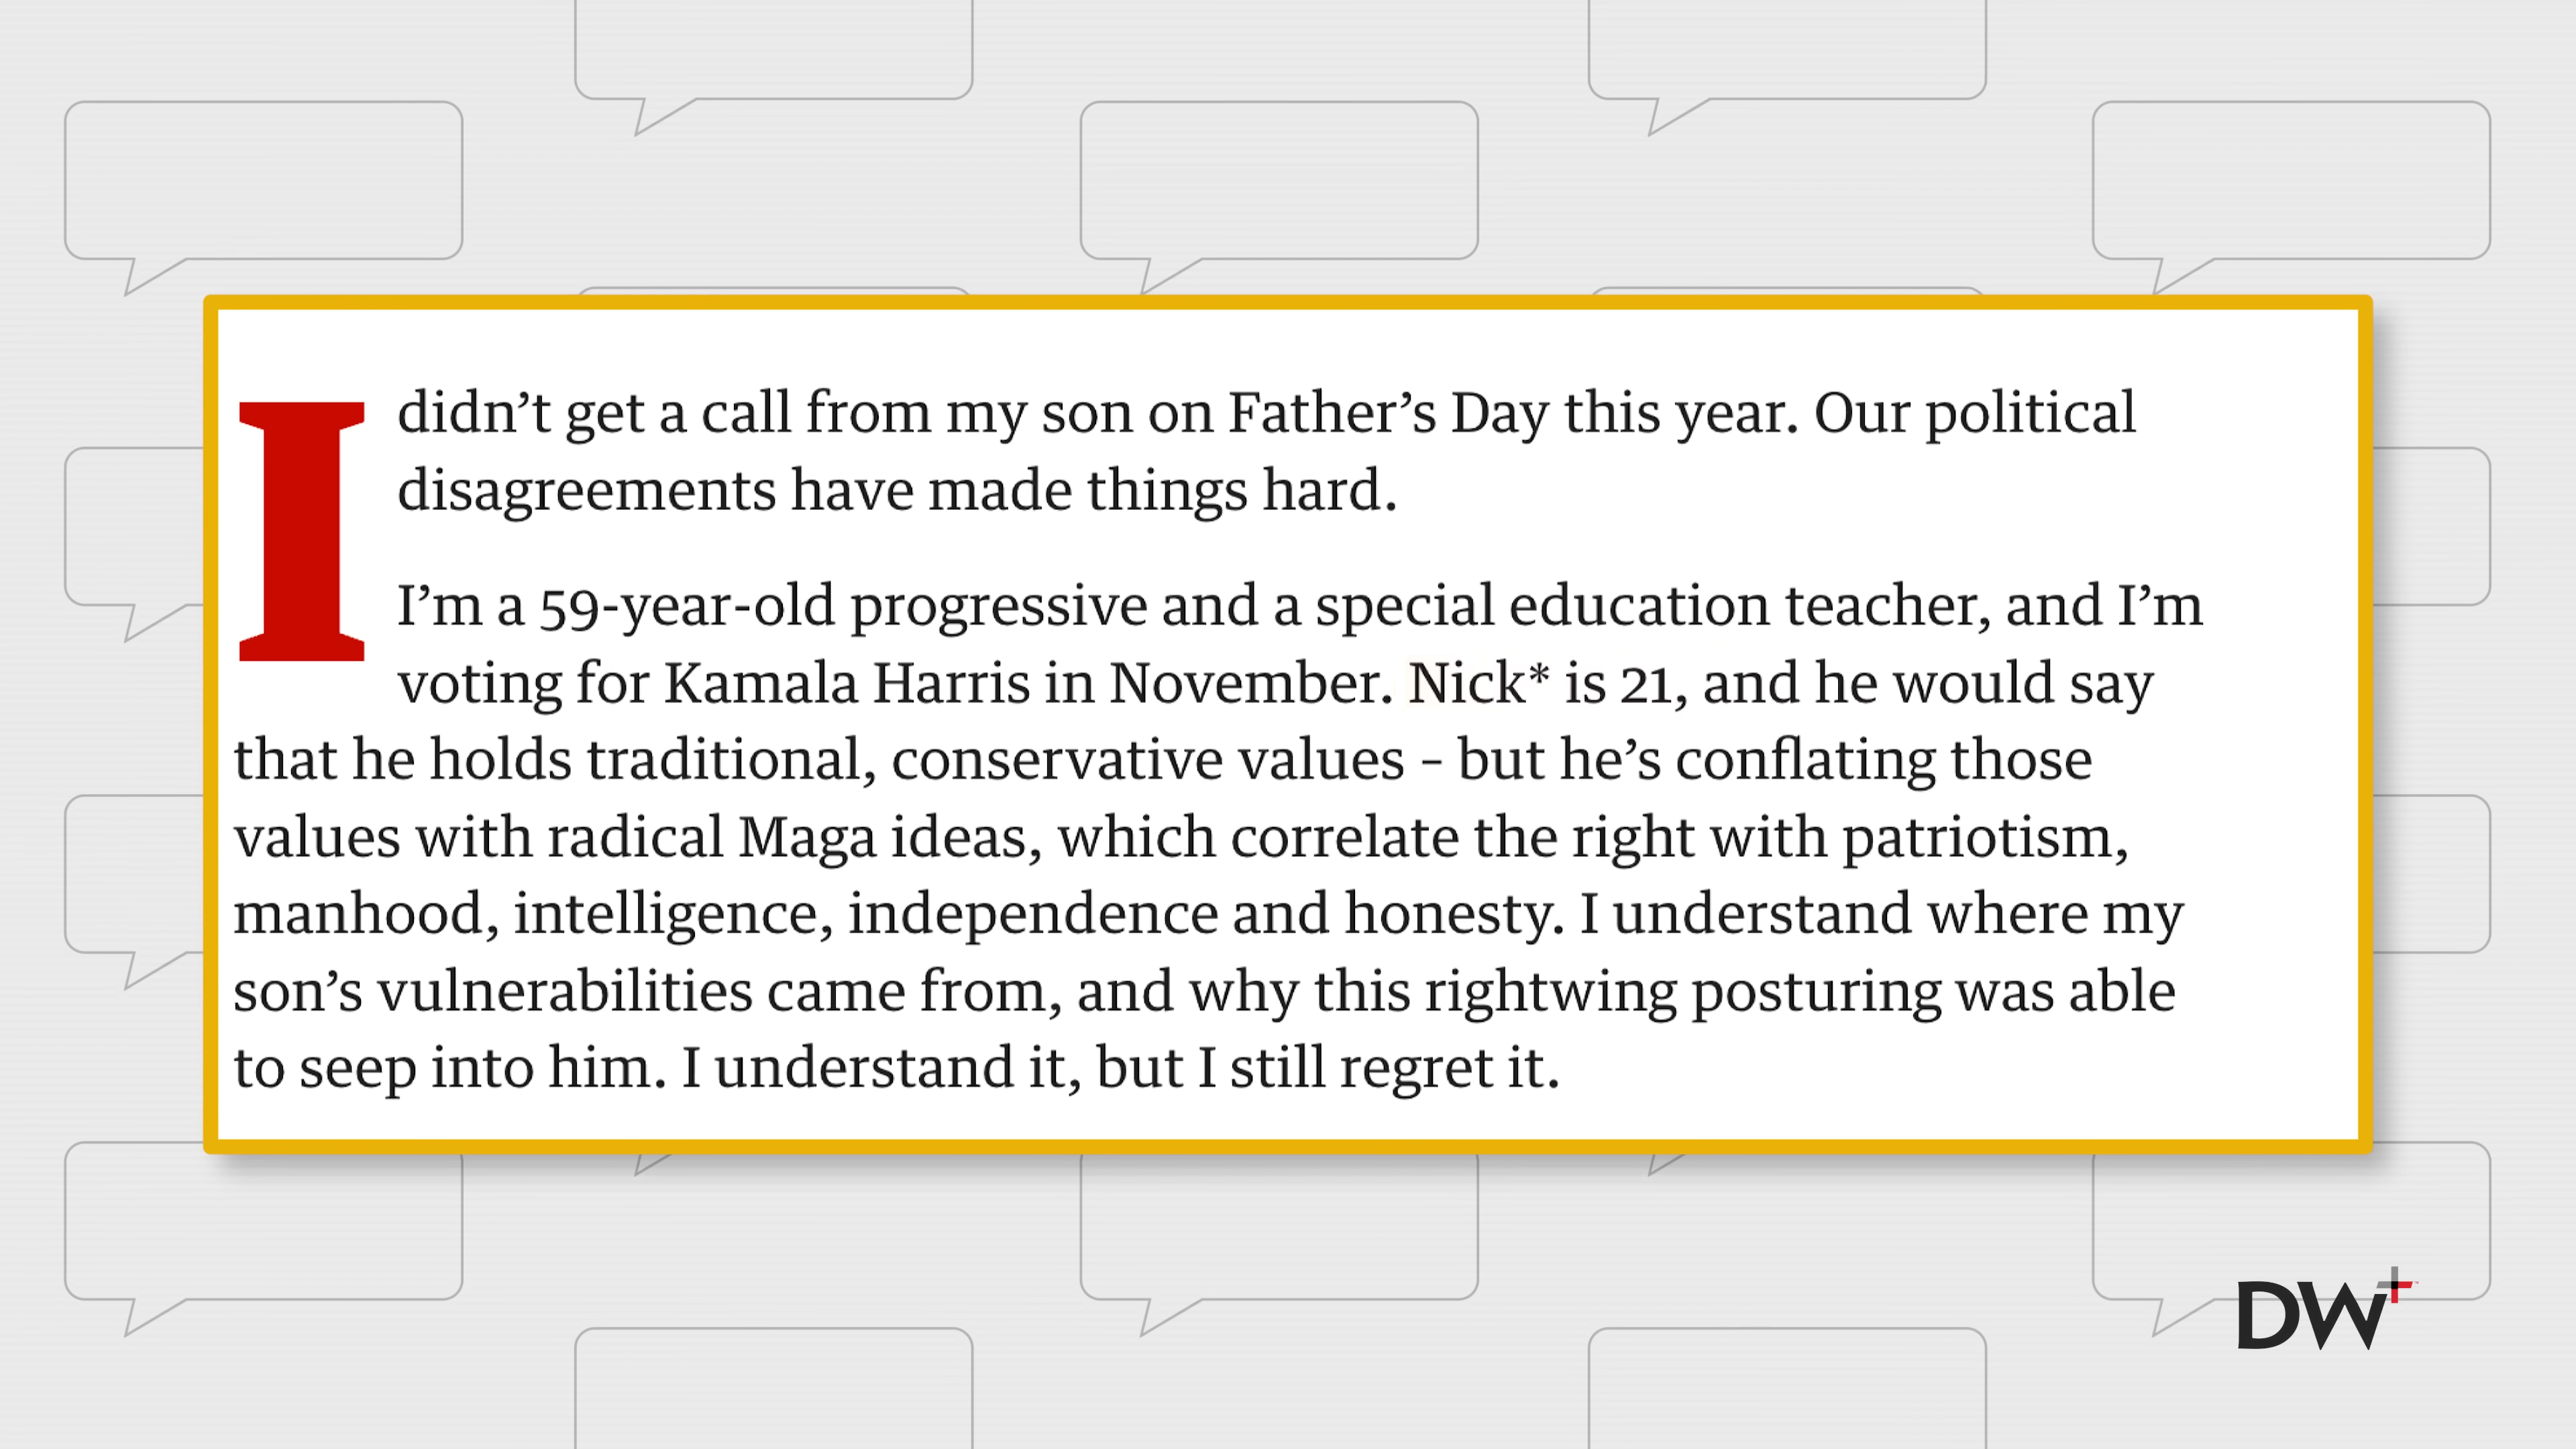 I didn’t get a call from my son on Father’s Day this year. Our political
disagreements have made things hard.
I’m a 59-year-old progressive and a special education teacher, and I’m
voting for Kamala Harris in November. Nick* is 21, and he would say
that he holds traditional, conservative values – but he’s conflating those
values with radical Maga ideas, which correlate the right with patriotism,
manhood, intelligence, independence and honesty. I understand where my
son’s vulnerabilities came from, and why this rightwing posturing was able
to seep into him. I understand it, but I still regret it.
DW+